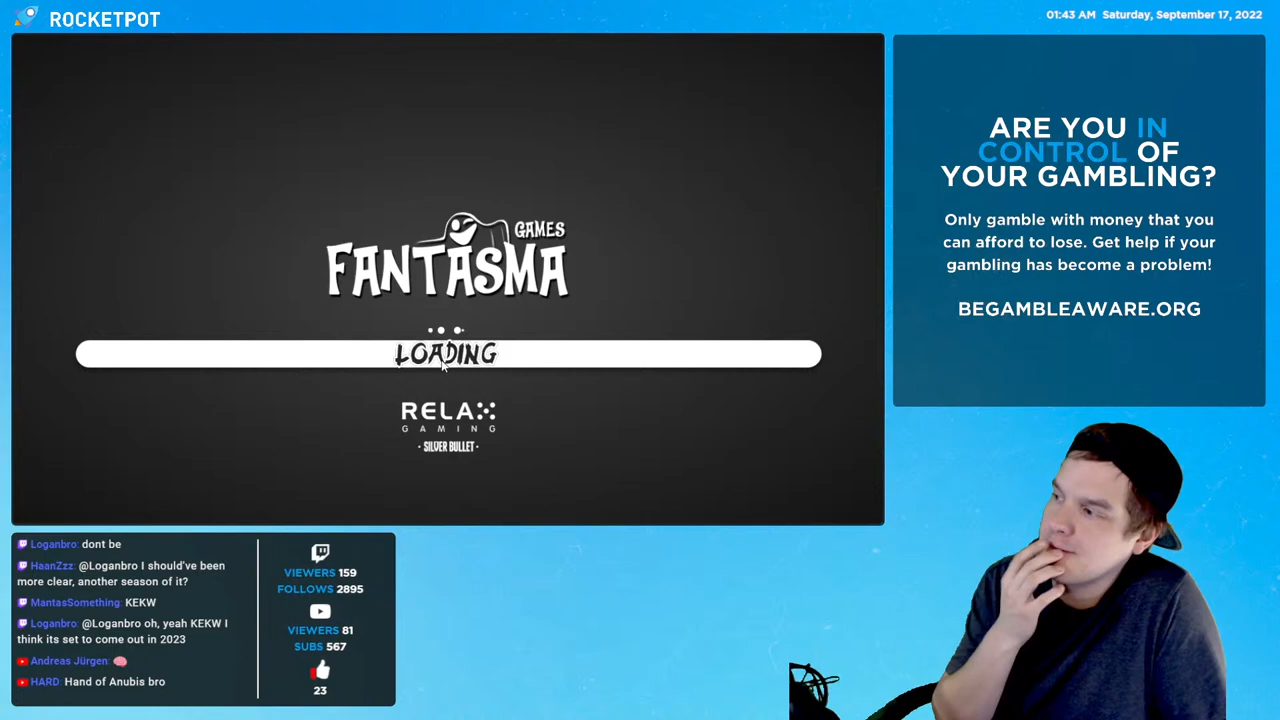 ROCKETPOT
01:43 AM Saturday, September 17, 2022
GAMES
FANTASMA
LOADING
RELAX
GAMING
· SILVER BULLET ·
ARE YOU IN
CONTROL OF
YOUR GAMBLING?
Only gamble with money that you
can afford to lose. Get help if your
gambling has become a problem!
BEGAMBLEAWARE.ORG
Loganbro: dont be
HaanZzz: @Loganbro I should've been
more clear, another season of it?
MantasSomething: KEKW
Loganbro: @Loganbro oh, yeah KEKW I
think its set to come out in 2023
Andreas Jürgen: 🧠
HARD: Hand of Anubis bro
VIEWERS 159
FOLLOWS 2895
VIEWERS 81
SUBS 567
23